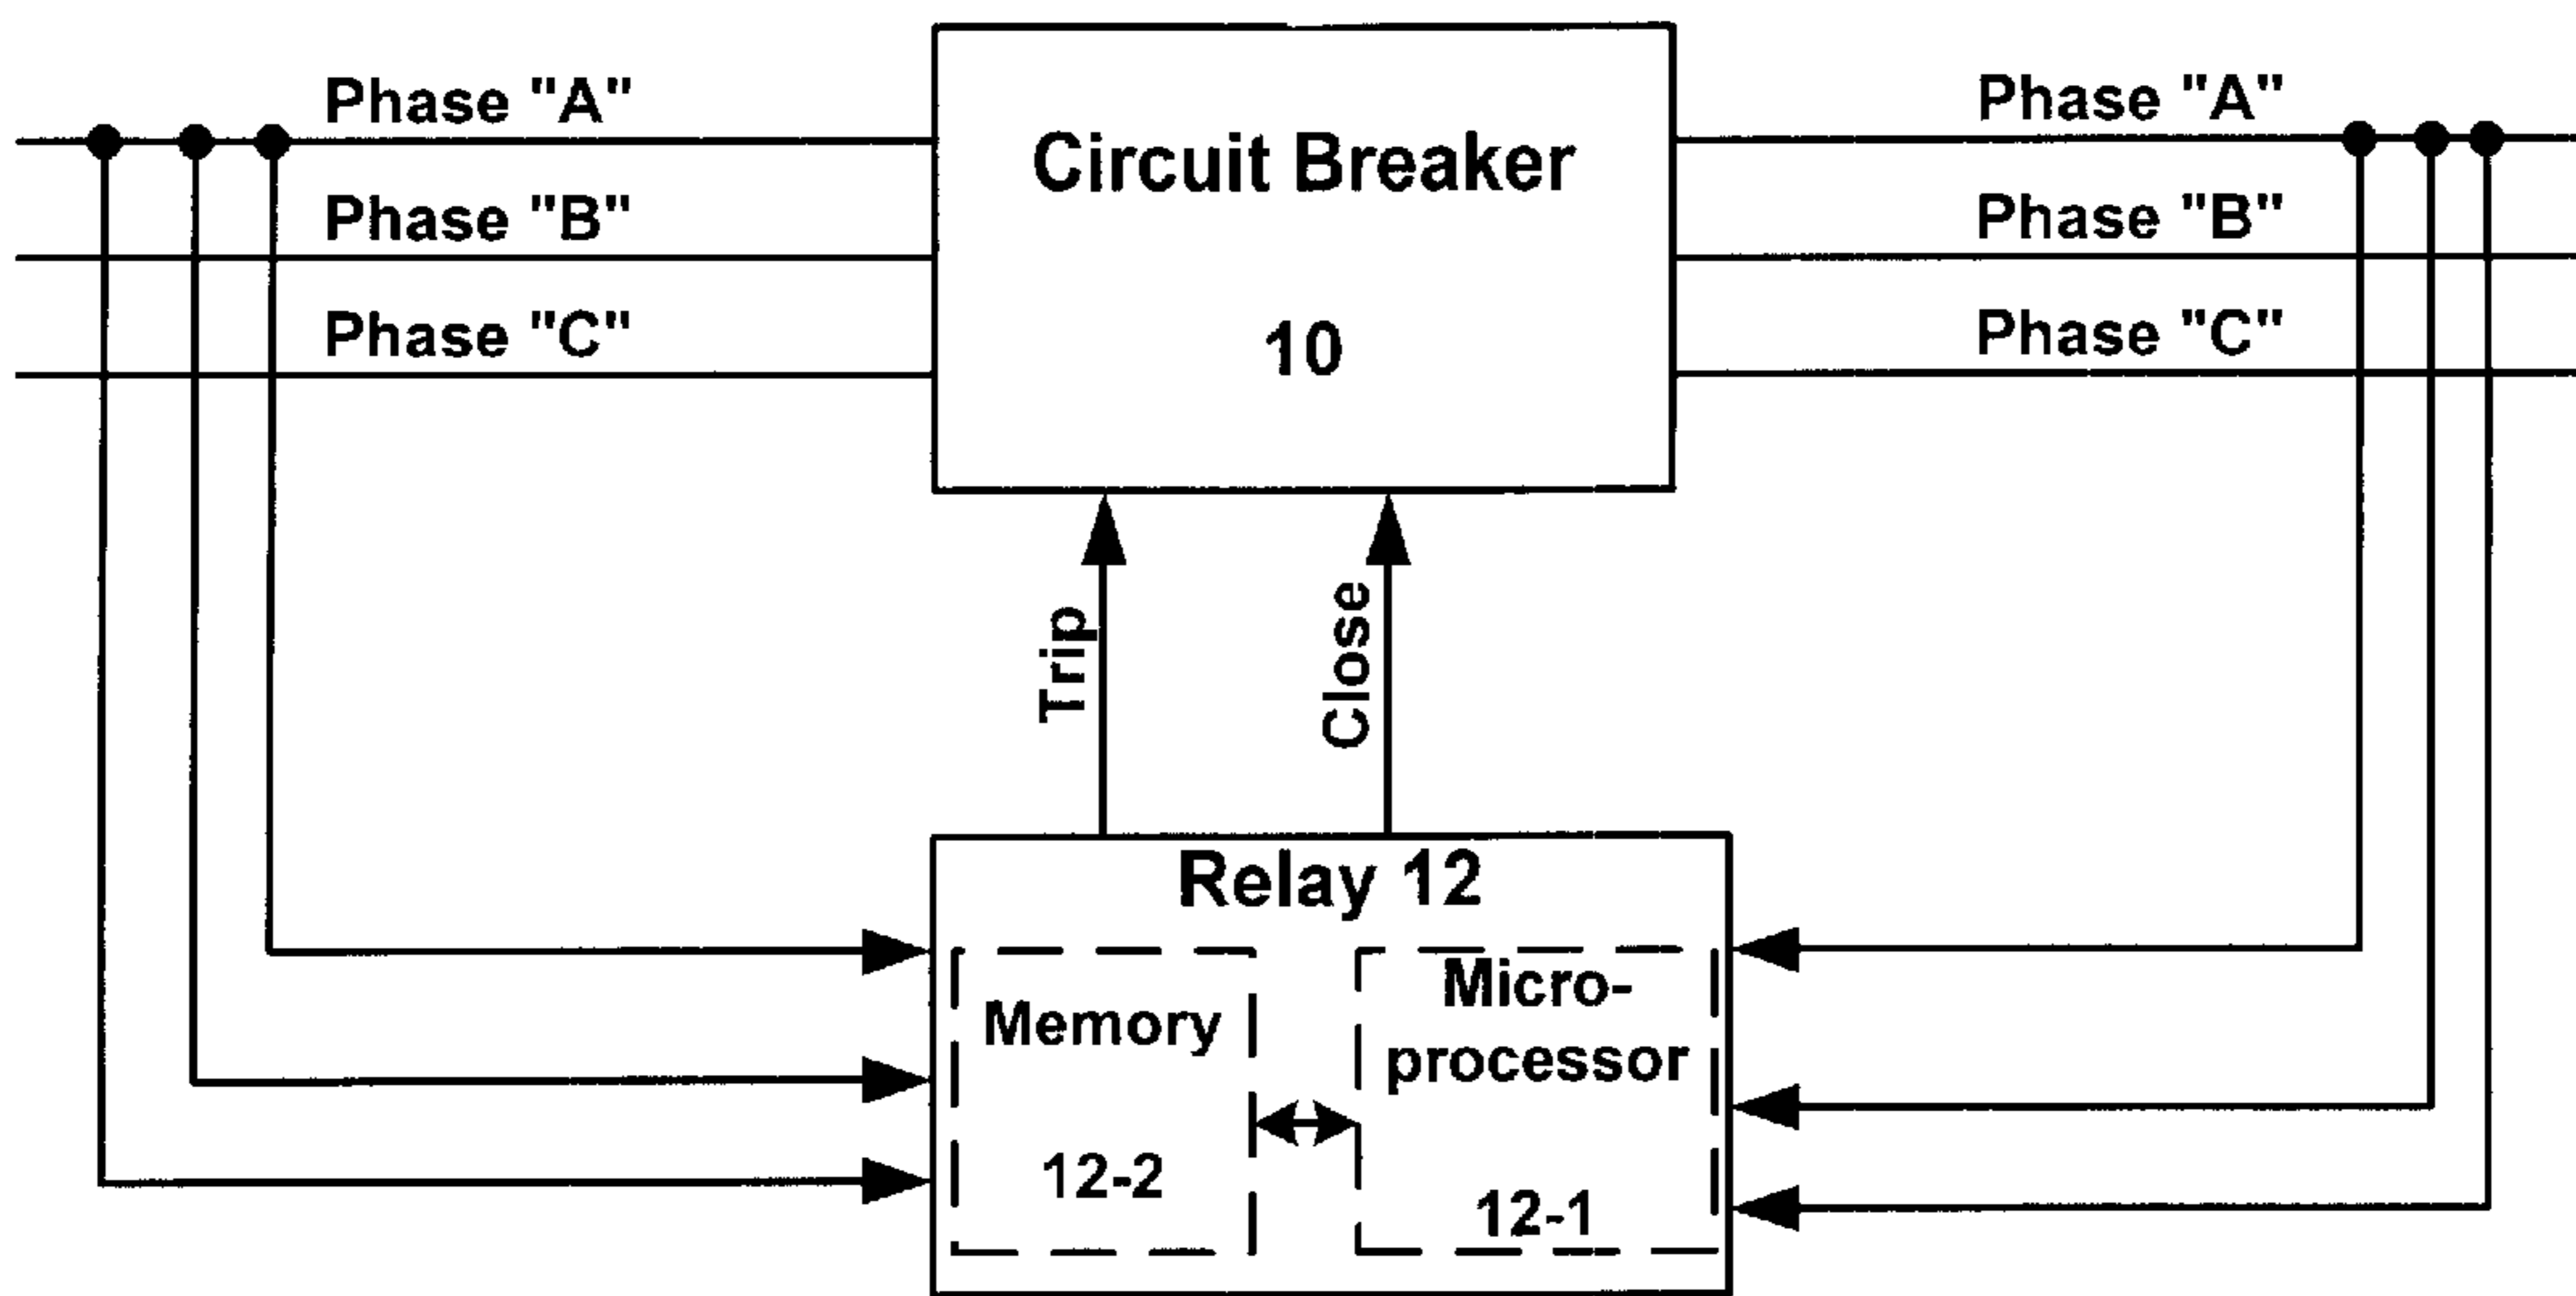 Phase "A"
Phase "B"
Phase "C"
Circuit Breaker
10
Phase "A"
Phase "B"
Phase "C"
Trip
Close
Relay 12
Memory
12-2
Micro-
processor
12-1